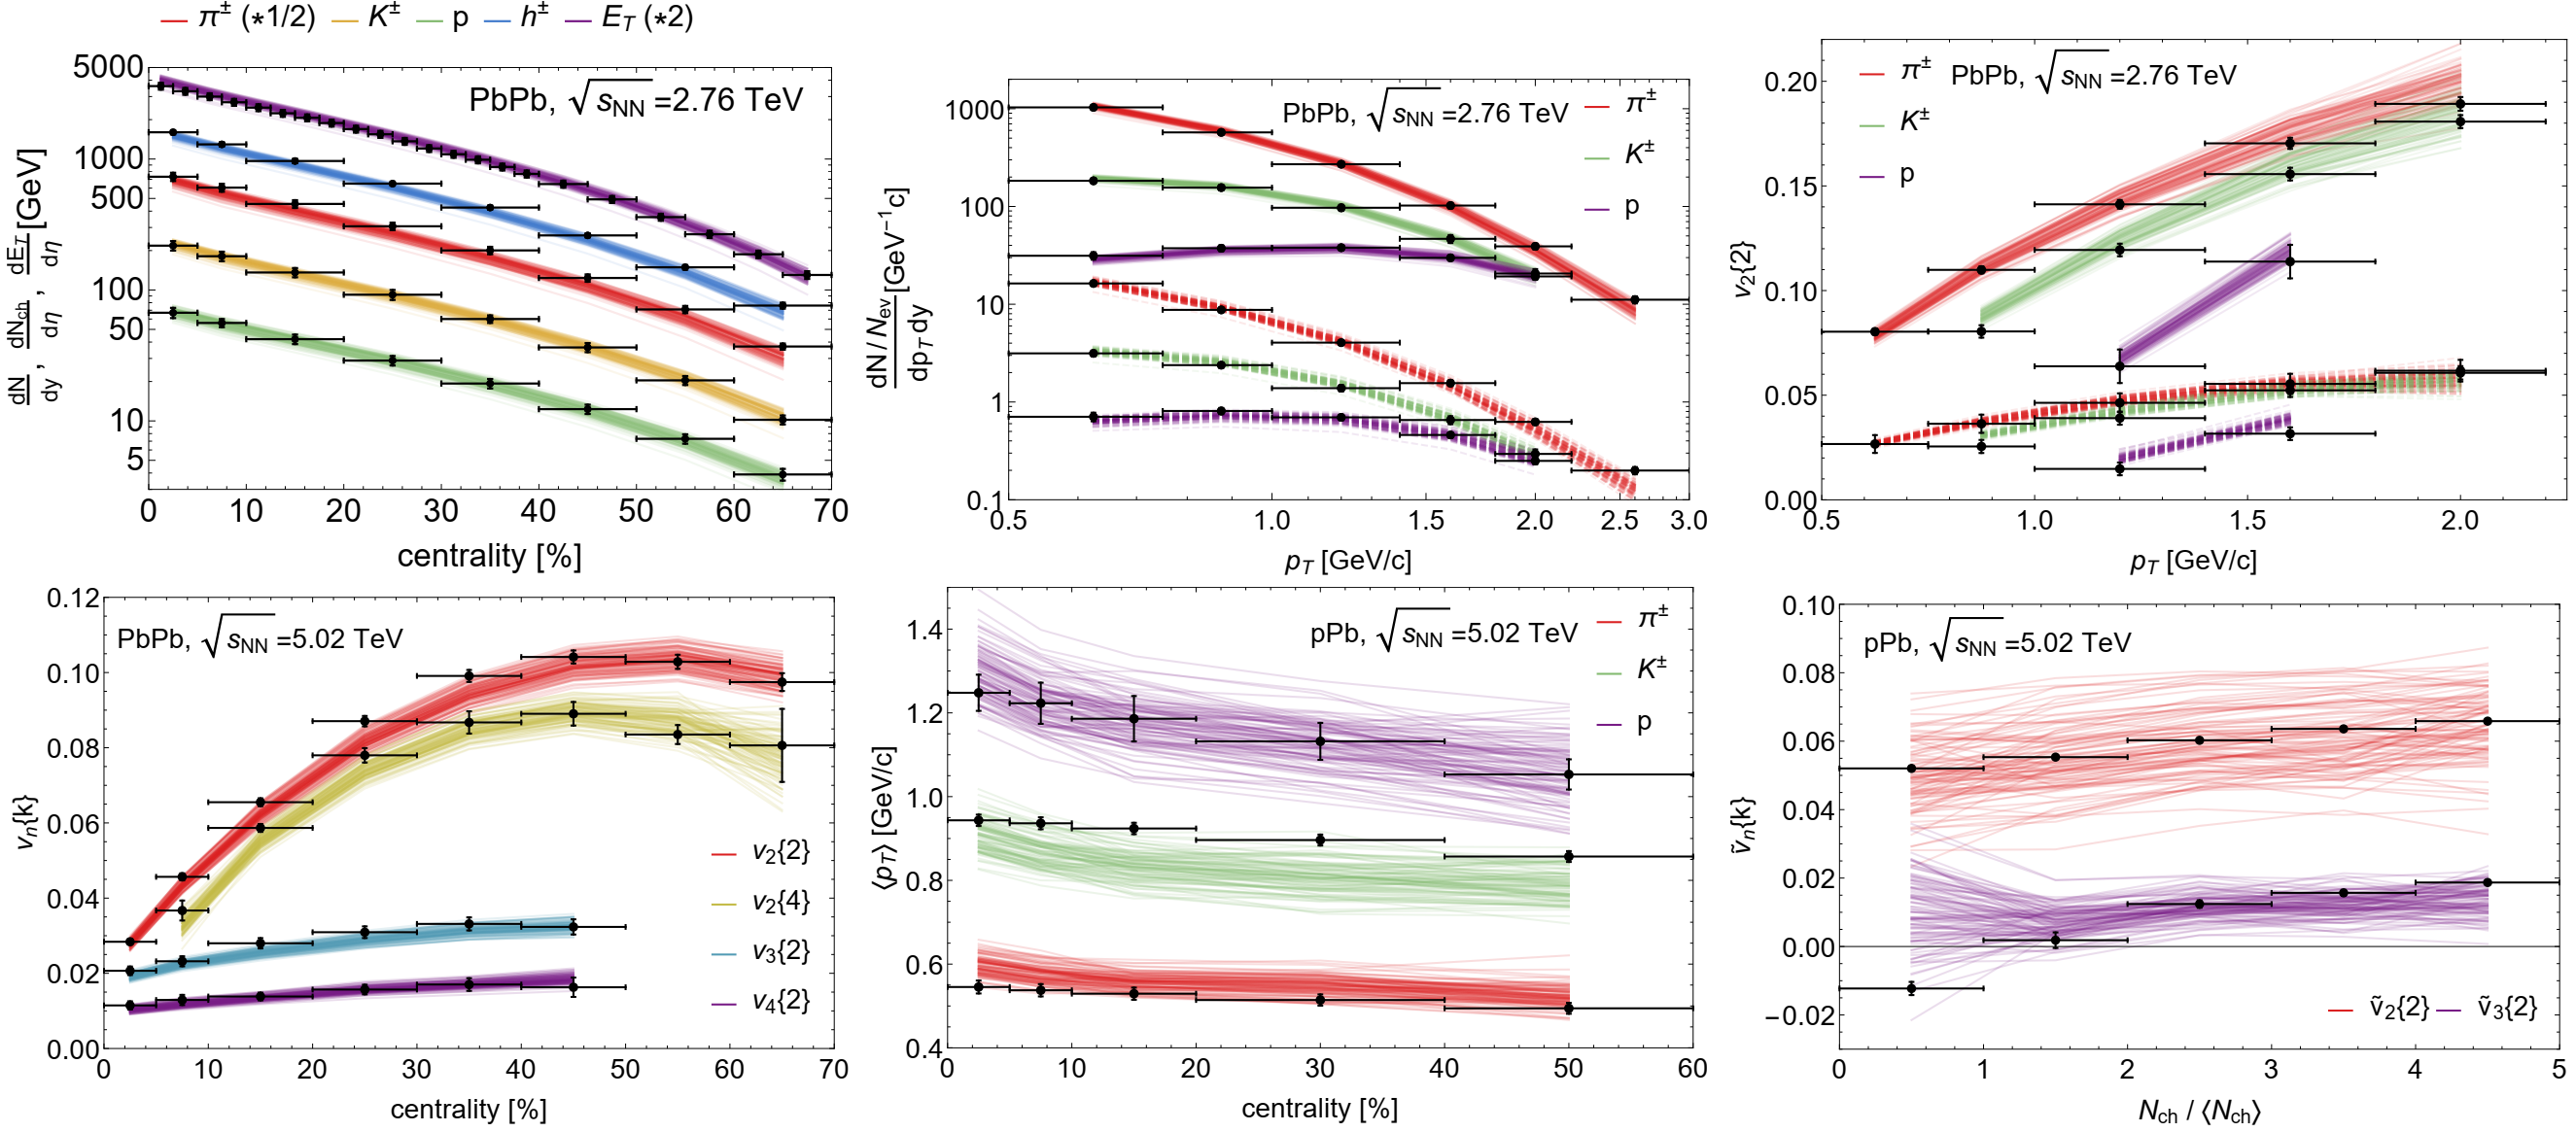 π± (*1/2) K± p h± E_T (*2)
PbPb, √s_NN =2.76 TeV
dN/dy, dN_ch/dη, dE_T/dη [GeV]
5000
1000
500
100
50
10
5
0 10 20 30 40 50 60 70
centrality [%]
PbPb, √s_NN =2.76 TeV
π±
K±
p
dN/N_ev / dp_T dy [GeV⁻¹c]
1000
100
10
1
0.1
0.5 1.0 1.5 2.0 2.5 3.0
p_T [GeV/c]
π± PbPb, √s_NN =2.76 TeV
K±
p
v₂{2}
0.20
0.15
0.10
0.05
0.00
0.5 1.0 1.5 2.0
p_T [GeV/c]
PbPb, √s_NN =5.02 TeV
v_n{k}
0.12
0.10
0.08
0.06
0.04
0.02
0.00
v₂{2}
v₂{4}
v₃{2}
v₄{2}
0 10 20 30 40 50 60 70
centrality [%]
pPb, √s_NN =5.02 TeV
π±
K±
p
⟨p_T⟩ [GeV/c]
1.4
1.2
1.0
0.8
0.6
0.4
0 10 20 30 40 50 60
centrality [%]
pPb, √s_NN =5.02 TeV
ṽ_n{k}
0.10
0.08
0.06
0.04
0.02
0.00
−0.02
ṽ₂{2} ṽ₃{2}
0 1 2 3 4 5
N_ch / ⟨N_ch⟩